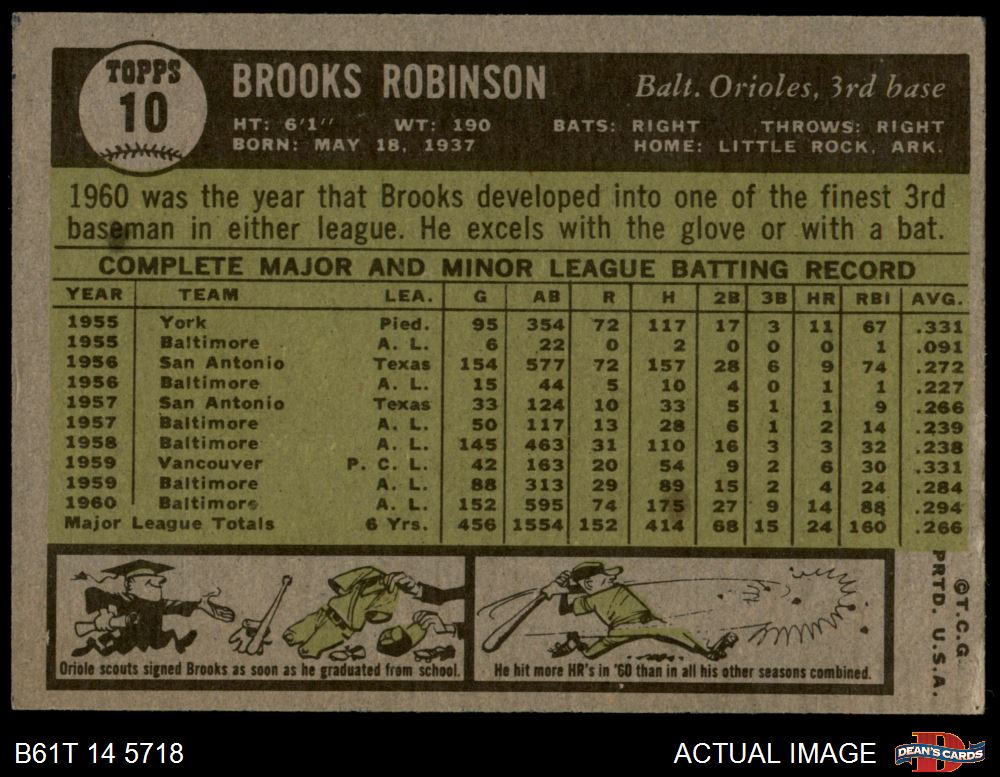 TOPPS
10
BROOKS ROBINSON
Balt. Orioles, 3rd base
HT: 6'1" WT: 190 BATS: RIGHT THROWS: RIGHT
BORN: MAY 18, 1937 HOME: LITTLE ROCK, ARK.
1960 was the year that Brooks developed into one of the finest 3rd
baseman in either league. He excels with the glove or with a bat.
COMPLETE MAJOR AND MINOR LEAGUE BATTING RECORD
YEAR TEAM LEA. G AB R H 2B 3B HR RBI AVG.
1955 York Pied. 95 354 72 117 17 3 11 67 .331
1955 Baltimore A. L. 6 22 0 2 0 0 0 1 .091
1956 San Antonio Texas 154 577 72 157 28 6 9 74 .272
1956 Baltimore A. L. 15 44 5 10 4 0 1 1 .227
1957 San Antonio Texas 33 124 10 33 5 1 1 9 .266
1957 Baltimore A. L. 50 117 13 28 6 1 2 14 .239
1958 Baltimore A. L. 145 463 31 110 16 3 3 32 .238
1959 Vancouver P. C. L. 42 163 20 54 9 2 6 30 .331
1959 Baltimore A. L. 88 313 29 89 15 2 4 24 .284
1960 Baltimore A. L. 152 595 74 175 27 9 14 88 .294
Major League Totals 6 Yrs. 456 1554 152 414 68 15 24 160 .266
Oriole scouts signed Brooks as soon as he graduated from school.
He hit more HR's in '60 than in all his other seasons combined.
©T.C.G.
PRTD. U.S.A.
B61T 14 5718
ACTUAL IMAGE
DEAN'S CARDS